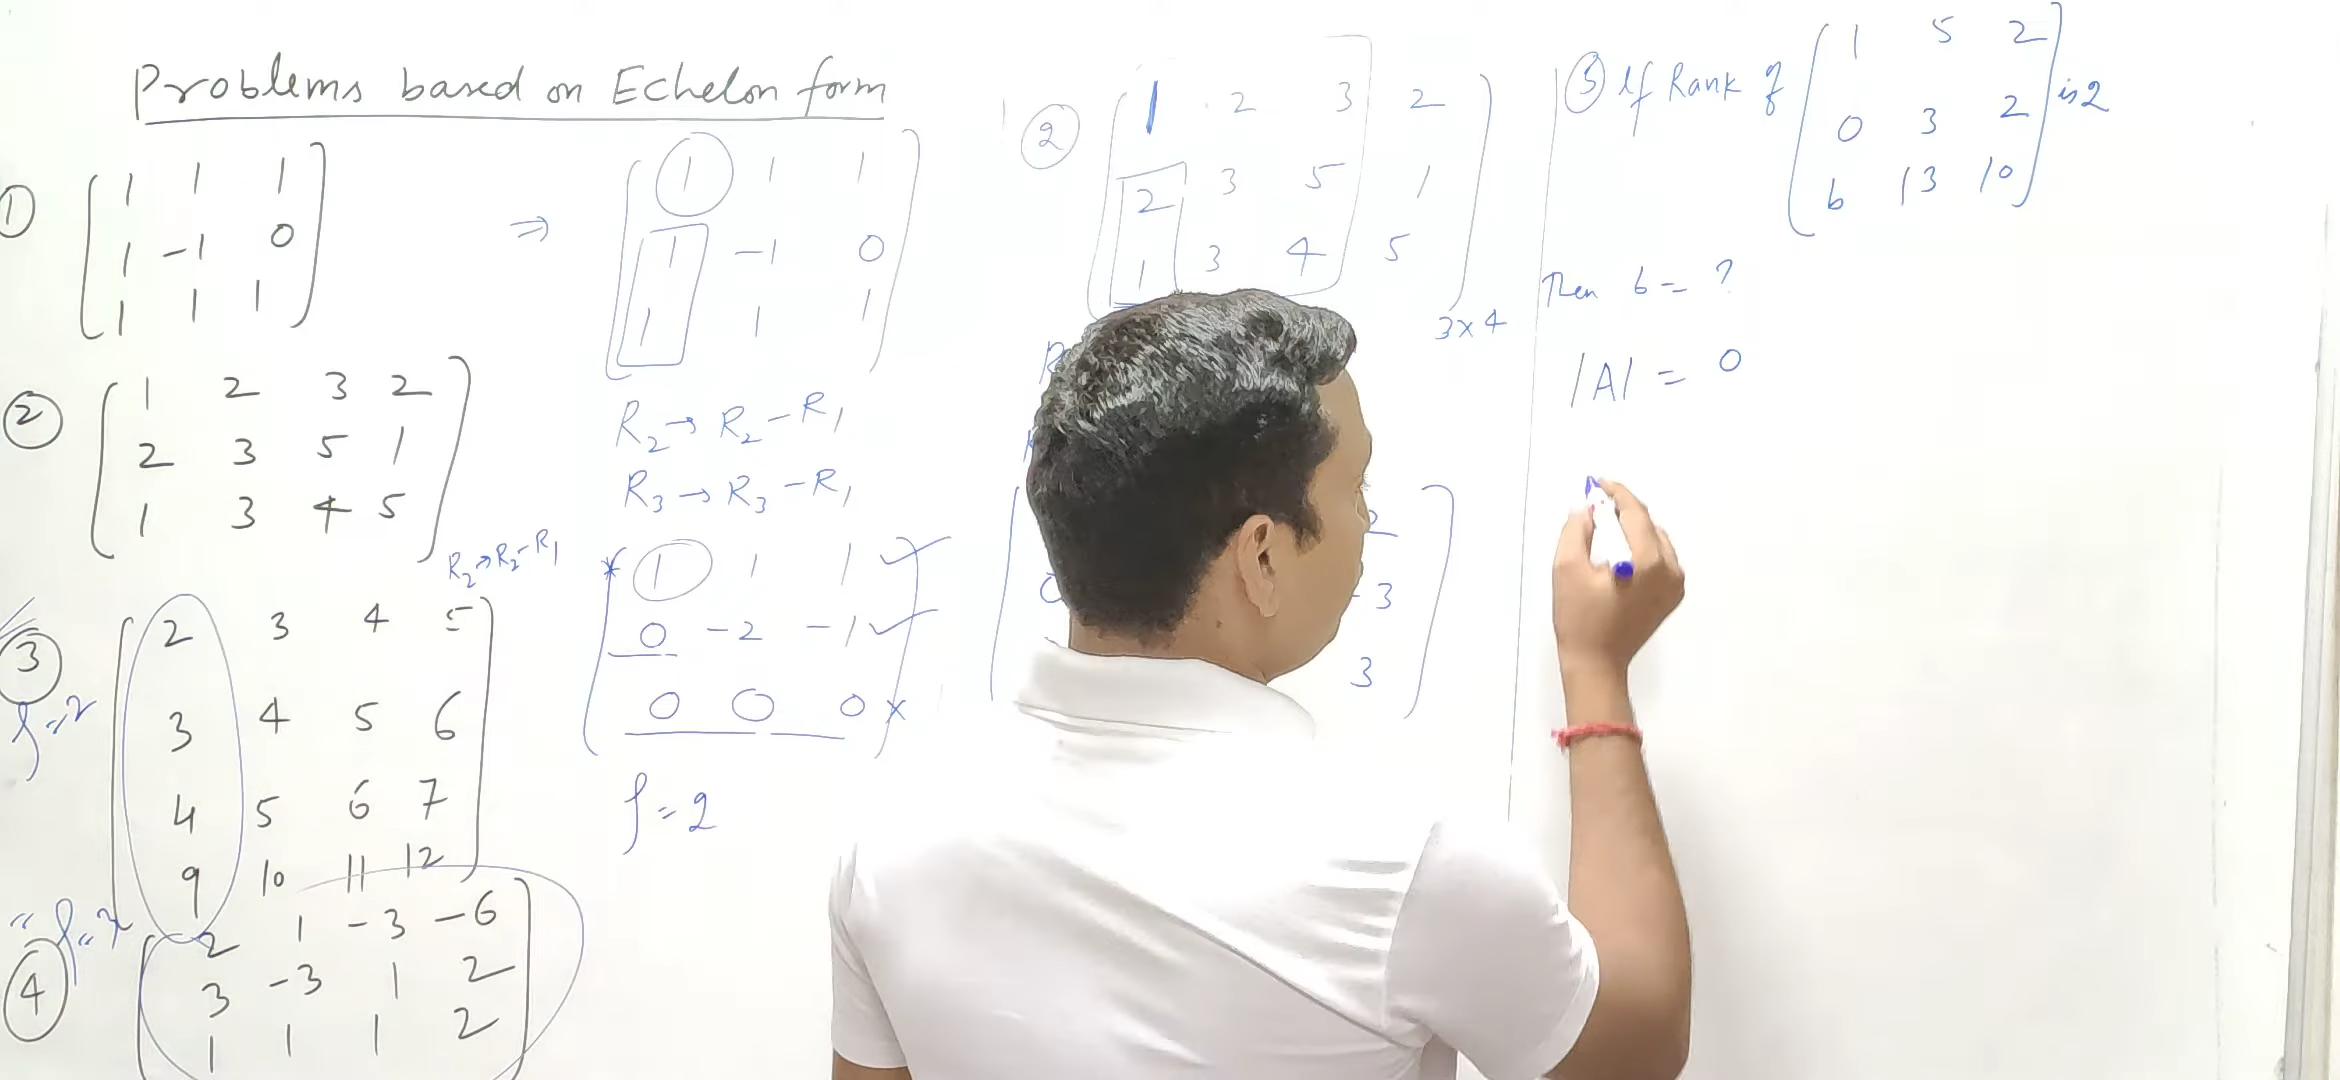 Problems based on Echelon form
① 1 1 1
1 -1 0
1 1 1
② 1 2 3 2
2 3 5 1
1 3 4 5
R₂→R₂-R₁
③ 2 3 4 5
3 4 5 6
4 5 6 7
9 10 11 12
ρ=2
④ 2 1 -3 -6
3 -3 1 2
1 1 1 2
⇒ 1 1 1
1 -1 0
1 1 1
R₂→R₂-R₁
R₃→R₃-R₁
* 1 1 1 ✓
0 -2 -1 ✓
0 0 0 ×
ρ=2
② 1 2 3 2
2 3 5 1
1 3 4 5
3×4
2
-3
3
⑤ If Rank of 1 5 2
0 3 2
b 13 10
is 2
Then b = ?
|A| = 0